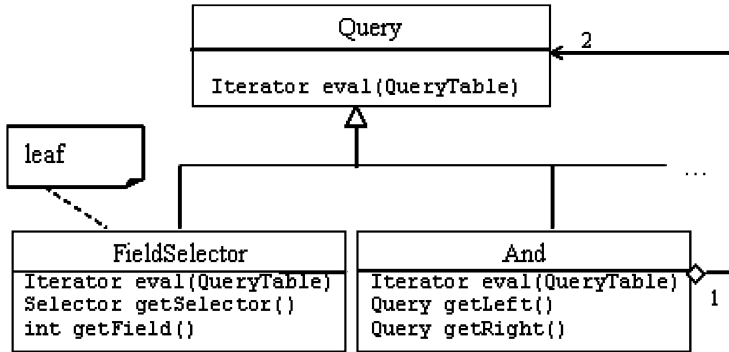 Query
2
Iterator eval(QueryTable)
leaf
...
FieldSelector
Iterator eval(QueryTable)
Selector getSelector()
int getField()
And
Iterator eval(QueryTable)
Query getLeft()
Query getRight()
1